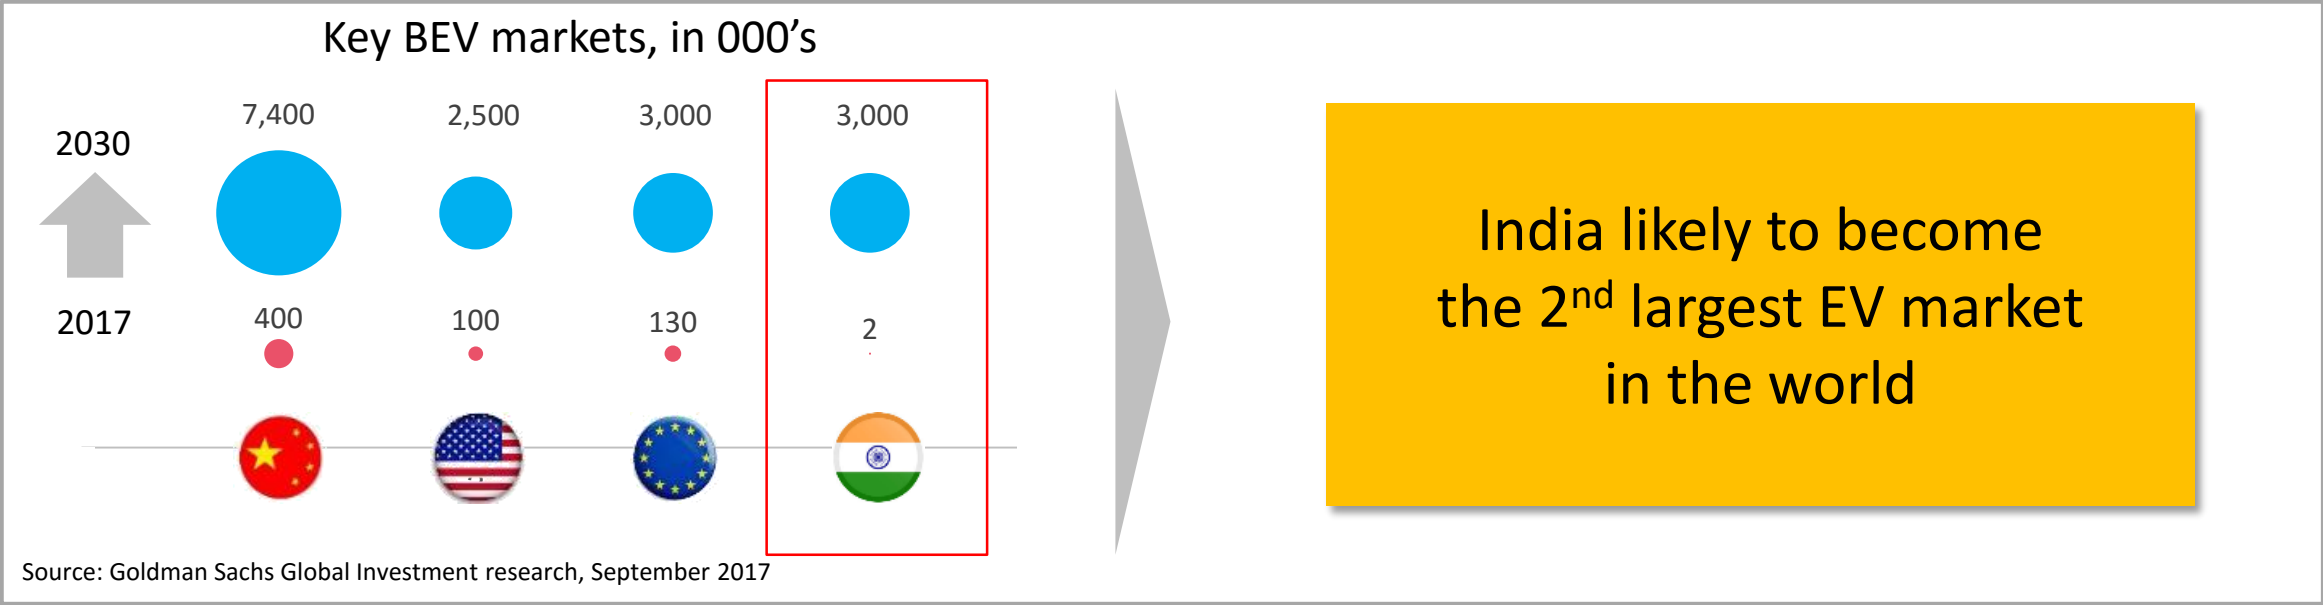 Key BEV markets, in 000’s
2030
7,400
2,500
3,000
3,000
2017
400
100
130
2
Source: Goldman Sachs Global Investment research, September 2017
India likely to become
the 2nd largest EV market
in the world